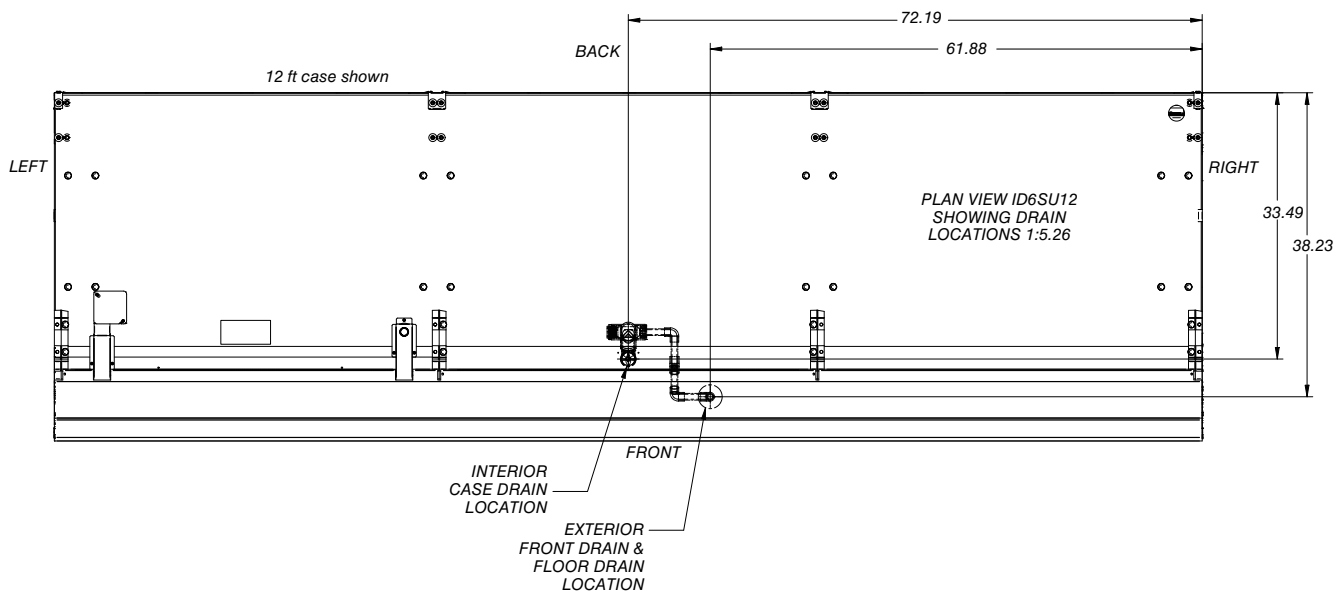 72.19
BACK
61.88
12 ft case shown
LEFT
RIGHT
PLAN VIEW ID6SU12
SHOWING DRAIN
LOCATIONS 1:5.26
33.49
38.23
FRONT
INTERIOR
CASE DRAIN
LOCATION
EXTERIOR
FRONT DRAIN &
FLOOR DRAIN
LOCATION